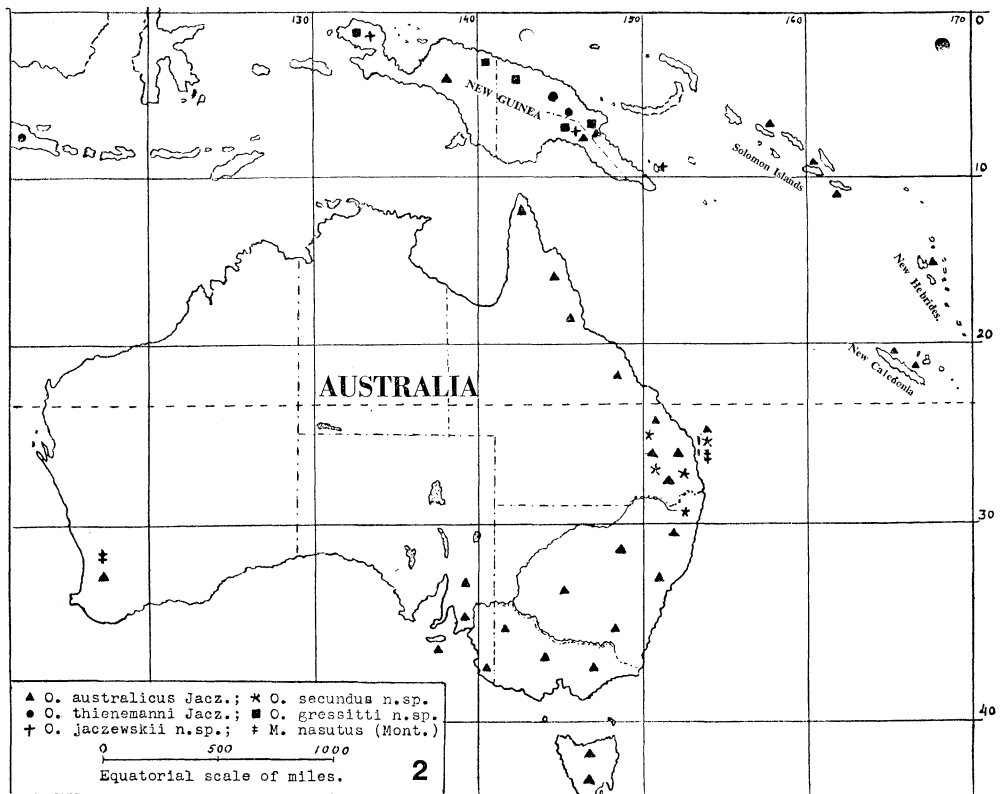 130 140 150 160 170 0
NEW GUINEA
Solomon Islands
10
New Hebrides.
20
New Caledonia
AUSTRALIA
30
▲ O. australicus Jacz.; ✶ O. secundus n.sp.
● O. thienemanni Jacz.; ■ O. gressitti n.sp.
† O. jaczewskii n.sp.; ‡ M. nasutus (Mont.)
40
0 500 1000
Equatorial scale of miles.
2